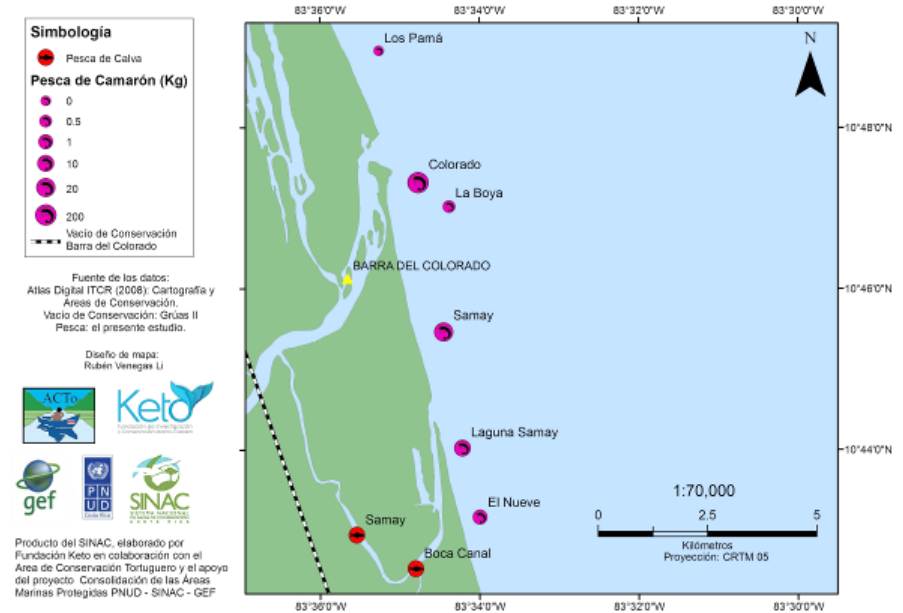 83°36'0"W
83°34'0"W
83°32'0"W
83°30'0"W
Simbología
Pesca de Calva
Pesca de Camarón (Kg)
0
0.5
1
10
20
200
Vacío de Conservación
Barra del Colorado
Fuente de los datos:
Atlas Digital ITCR (2008): Cartografía y
Areas de Conservación.
Vacío de Conservación: Grúas II
Pesca: el presente estudio.
Diseño de mapa:
Rubén Venegas Li
ACTo
Keto
gef
P N
U D
Costa Rica
SINAC
SISTEMA NACIONAL
COSTA RICA
Producto del SINAC, elaborado por
Fundación Keto en colaboración con el
Area de Conservación Tortuguero y el apoyo
del proyecto Consolidación de las Áreas
Marinas Protegidas PNUD - SINAC - GEF
Los Pamá
N
10°48'0"N
Colorado
La Boya
BARRA DEL COLORADO
10°46'0"N
Samay
Laguna Samay
10°44'0"N
El Nueve
1:70,000
0
2.5
5
Kilómetros
Proyección: CRTM 05
Samay
Boca Canal
83°36'0"W
83°34'0"W
83°32'0"W
83°30'0"W